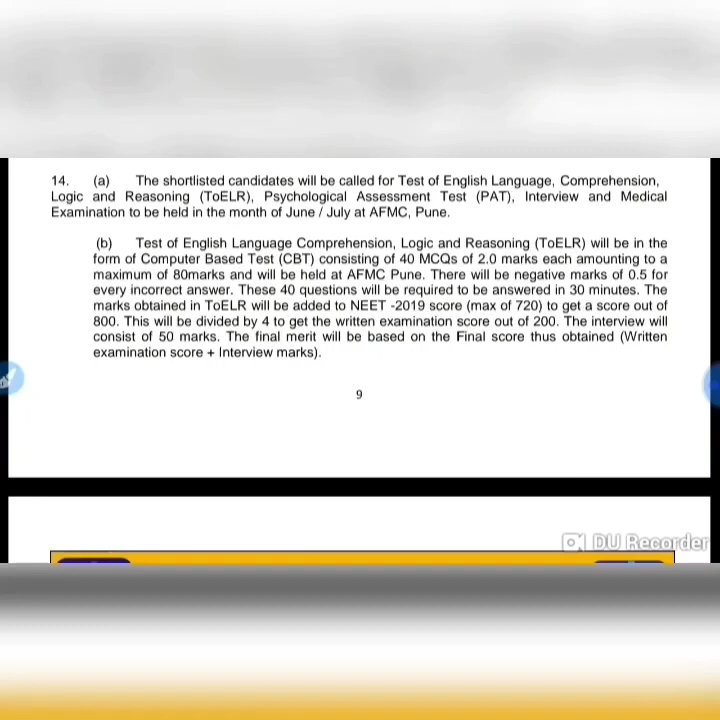 14. (a) The shortlisted candidates will be called for Test of English Language, Comprehension,
Logic and Reasoning (ToELR), Psychological Assessment Test (PAT), Interview and Medical
Examination to be held in the month of June / July at AFMC, Pune.
(b) Test of English Language Comprehension, Logic and Reasoning (ToELR) will be in the
form of Computer Based Test (CBT) consisting of 40 MCQs of 2.0 marks each amounting to a
maximum of 80marks and will be held at AFMC Pune. There will be negative marks of 0.5 for
every incorrect answer. These 40 questions will be required to be answered in 30 minutes. The
marks obtained in ToELR will be added to NEET -2019 score (max of 720) to get a score out of
800. This will be divided by 4 to get the written examination score out of 200. The interview will
consist of 50 marks. The final merit will be based on the Final score thus obtained (Written
examination score + Interview marks).
9
DU Recorder